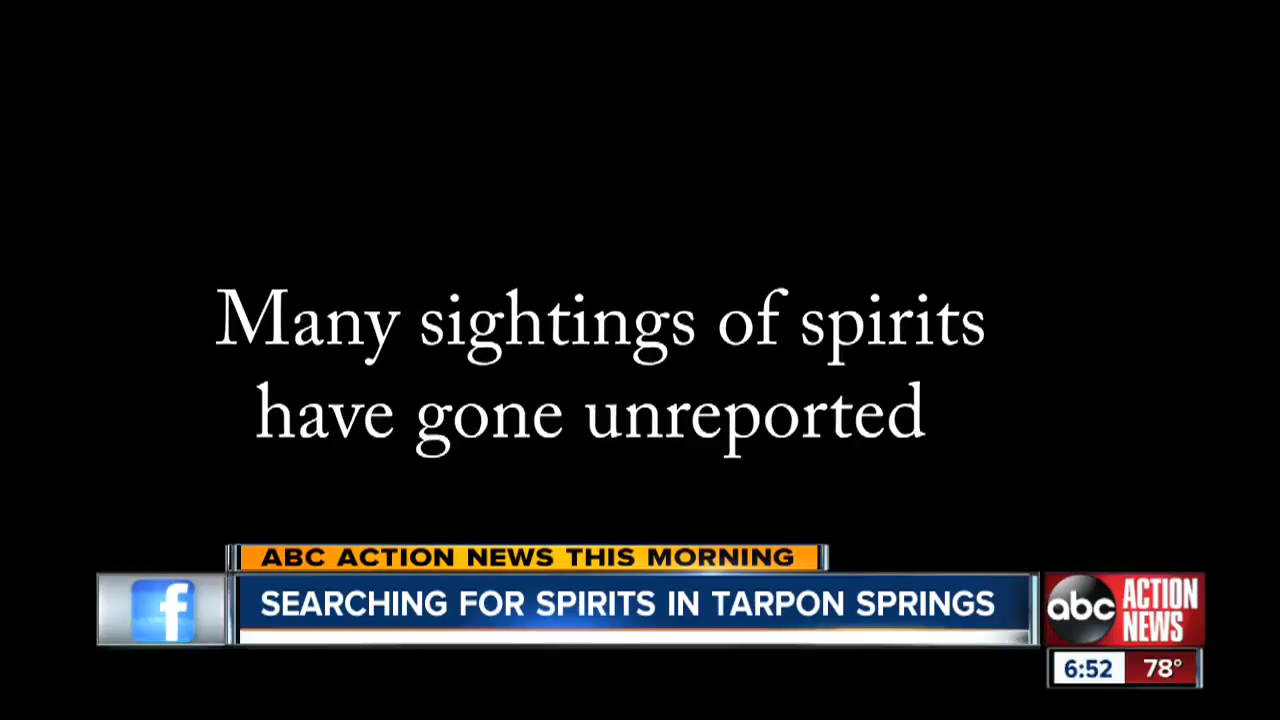 Many sightings of spirits
have gone unreported
ABC ACTION NEWS THIS MORNING
f
SEARCHING FOR SPIRITS IN TARPON SPRINGS
abc
ACTION
NEWS
6:52 78°